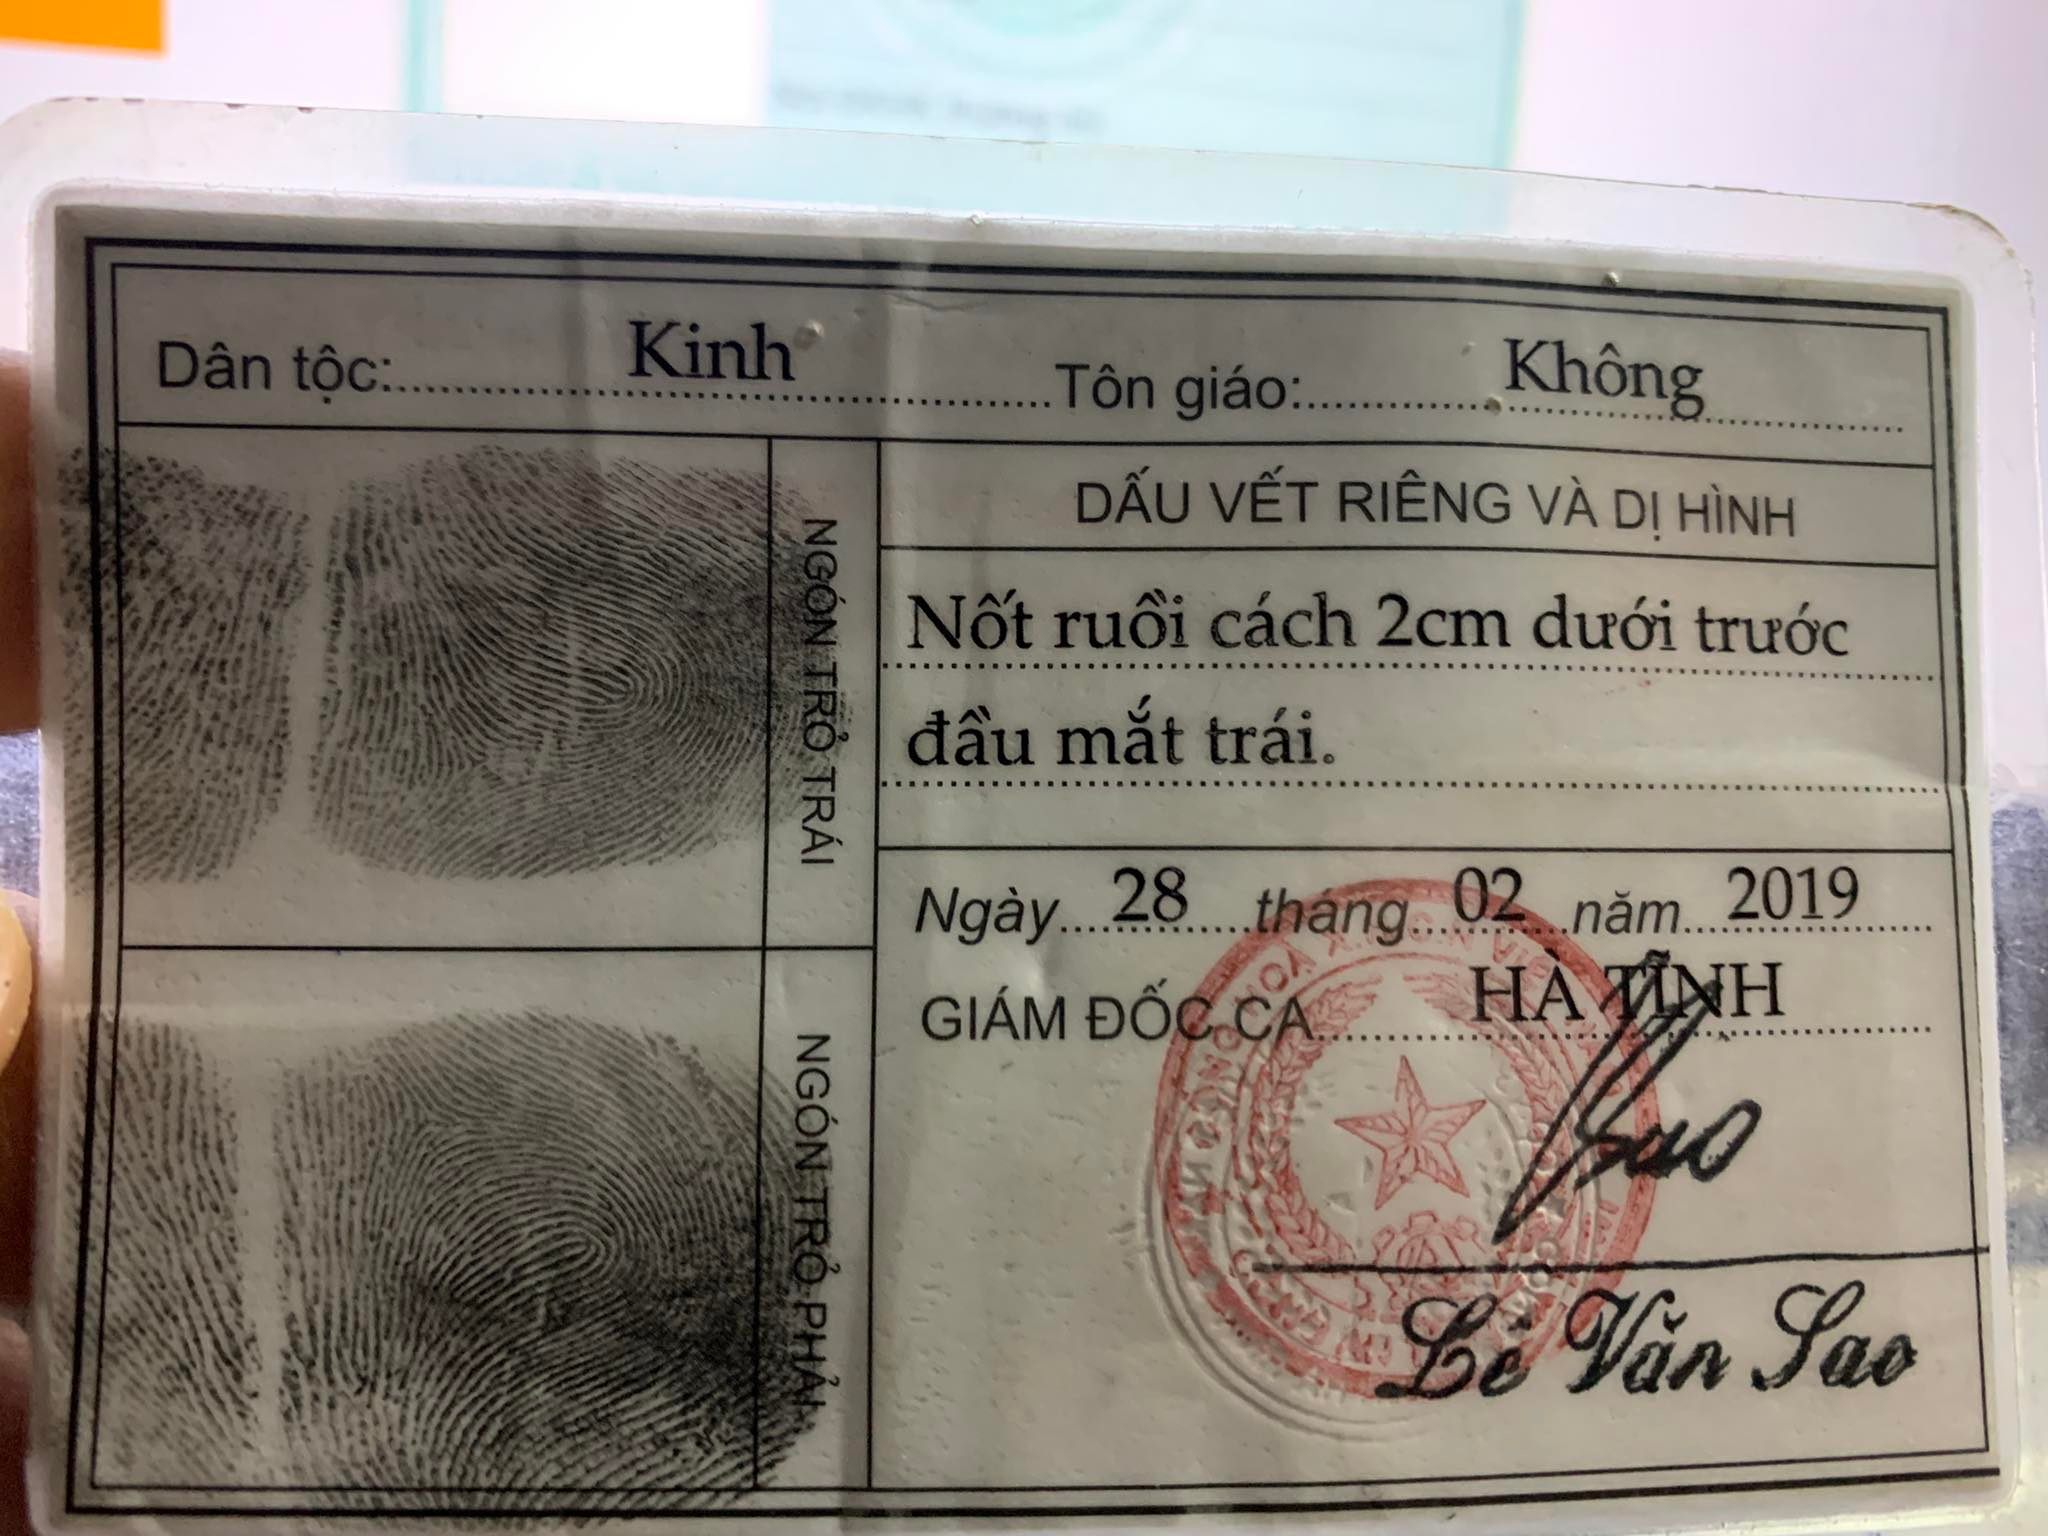 Dân tộc: Kinh Tôn giáo: Không
NGÓN TRỎ TRÁI
DẤU VẾT RIÊNG VÀ DỊ HÌNH
Nốt ruồi cách 2cm dưới trước
đầu mắt trái.
NGÓN TRỎ PHẢI
Ngày 28 tháng 02 năm 2019
GIÁM ĐỐC CA HÀ TĨNH
Sao
Lê Văn Sao